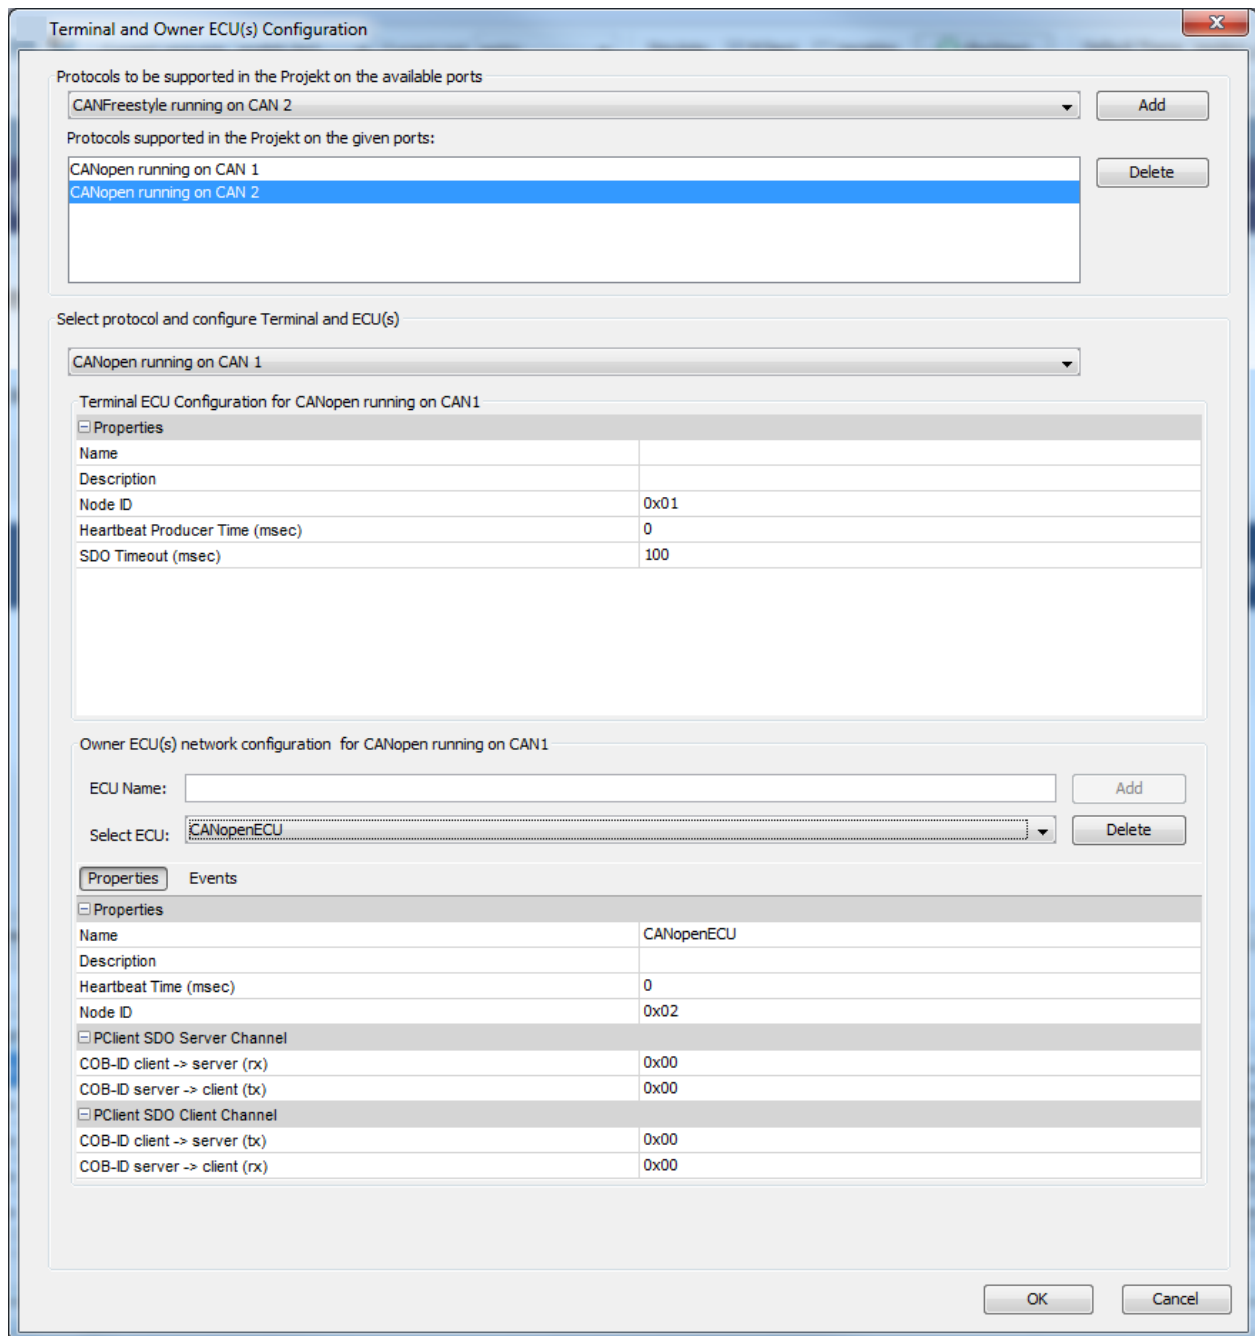 Terminal and Owner ECU(s) Configuration
Protocols to be supported in the Projekt on the available ports
CANFreestyle running on CAN 2
Add
Protocols supported in the Projekt on the given ports:
CANopen running on CAN 1
Delete
CANopen running on CAN 2
Select protocol and configure Terminal and ECU(s)
CANopen running on CAN 1
Terminal ECU Configuration for CANopen running on CAN1
Properties
Name
Description
Node ID 0x01
Heartbeat Producer Time (msec) 0
SDO Timeout (msec) 100
Owner ECU(s) network configuration  for CANopen running on CAN1
ECU Name: Add
Select ECU: CANopenECU Delete
Properties Events
Properties
Name CANopenECU
Description
Heartbeat Time (msec) 0
Node ID 0x02
PClient SDO Server Channel
COB-ID client -> server (rx) 0x00
COB-ID server -> client (tx) 0x00
PClient SDO Client Channel
COB-ID client -> server (tx) 0x00
COB-ID server -> client (rx) 0x00
OK Cancel